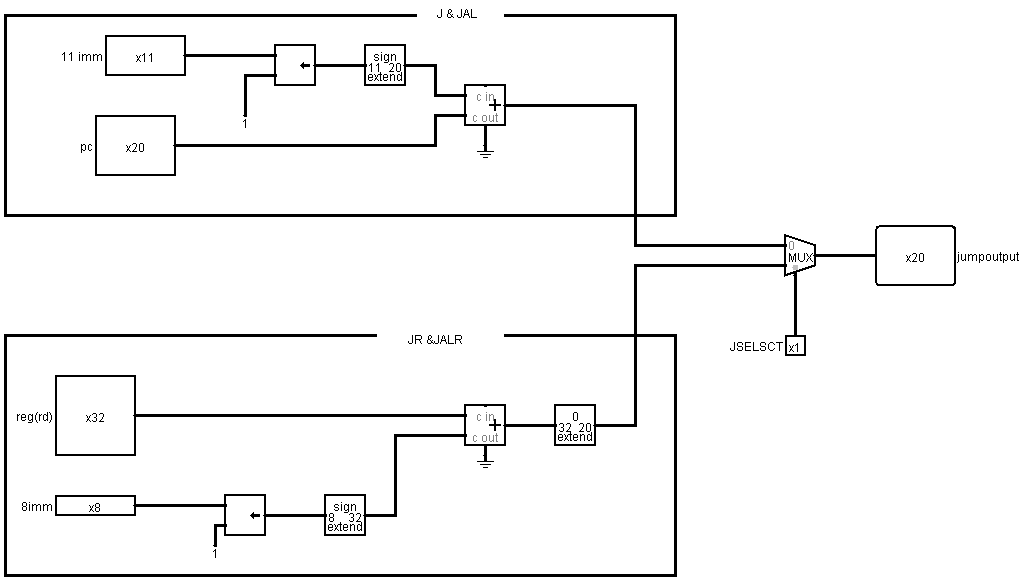 J & JAL
11 imm
x11
sign
11 20
extend
1
c in
+
c out
pc
x20
0
MUX
x20
jumpoutput
JSELSCT
x1
JR &JALR
reg(rd)
x32
c in
+
c out
0
32 20
extend
8imm
x8
sign
8 32
extend
1